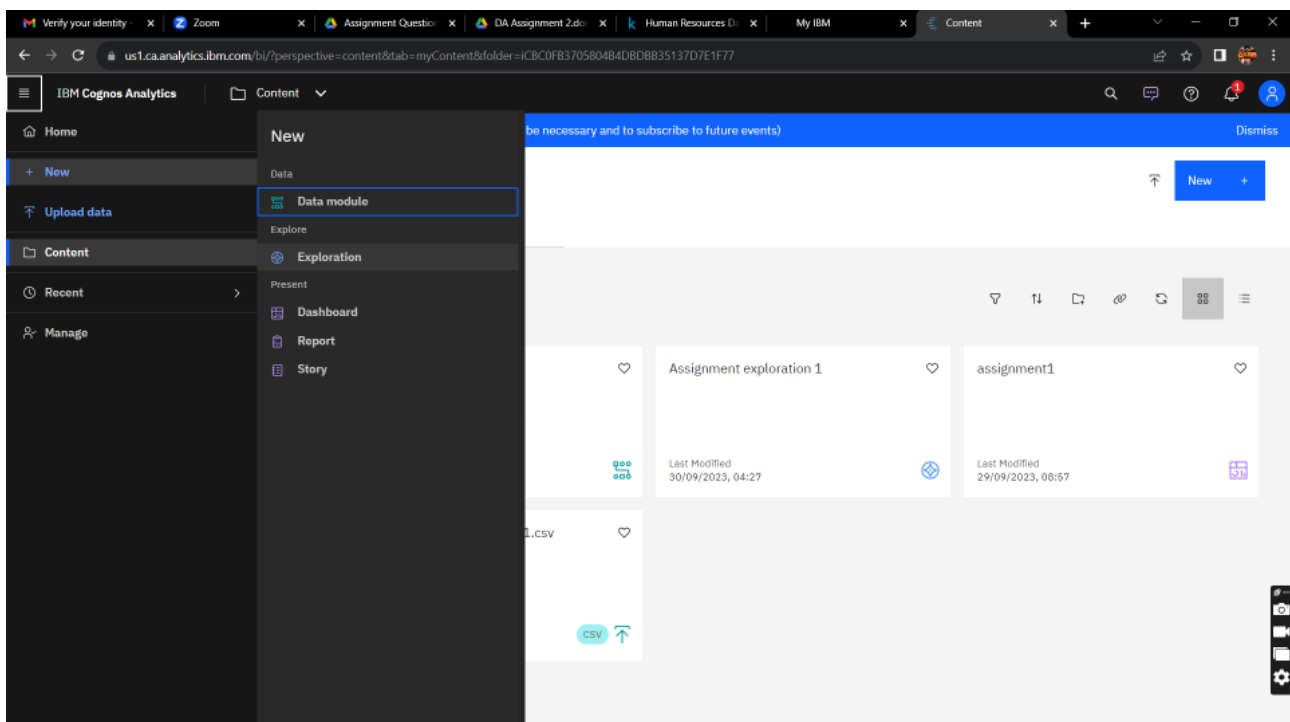 Verify your identity - Zoom Assignment Question DA Assignment 2.do Human Resources Da My IBM Content
us1.ca.analytics.ibm.com/bi/?perspective=content&tab=myContent&folder=iCBC0FB3705804B4DBDBB35137D7E1F77
IBM Cognos Analytics Content
1
Home
New
be necessary and to subscribe to future events)
Dismiss
+ New
Data
New +
Data module
Upload data
Explore
Content
Exploration
Recent
Present
Dashboard
Manage
Report
Story
Assignment exploration 1
assignment1
Last Modified
30/09/2023, 04:27
Last Modified
29/09/2023, 08:57
1.csv
CSV